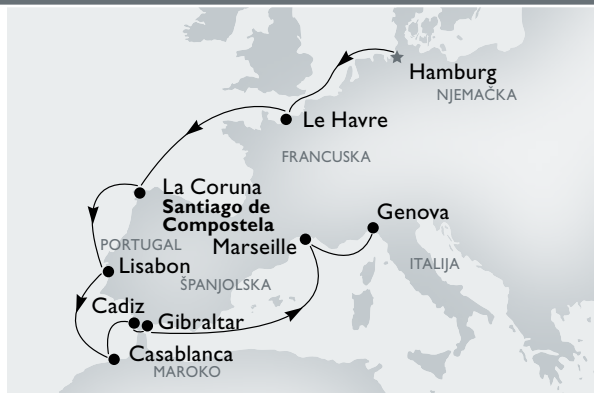 Hamburg
NJEMAČKA
Le Havre
FRANCUSKA
La Coruna
Santiago de
Compostela
Genova
PORTUGAL
Marseille
Lisabon
ITALIJA
ŠPANJOLSKA
Cadiz
Gibraltar
Casablanca
MAROKO